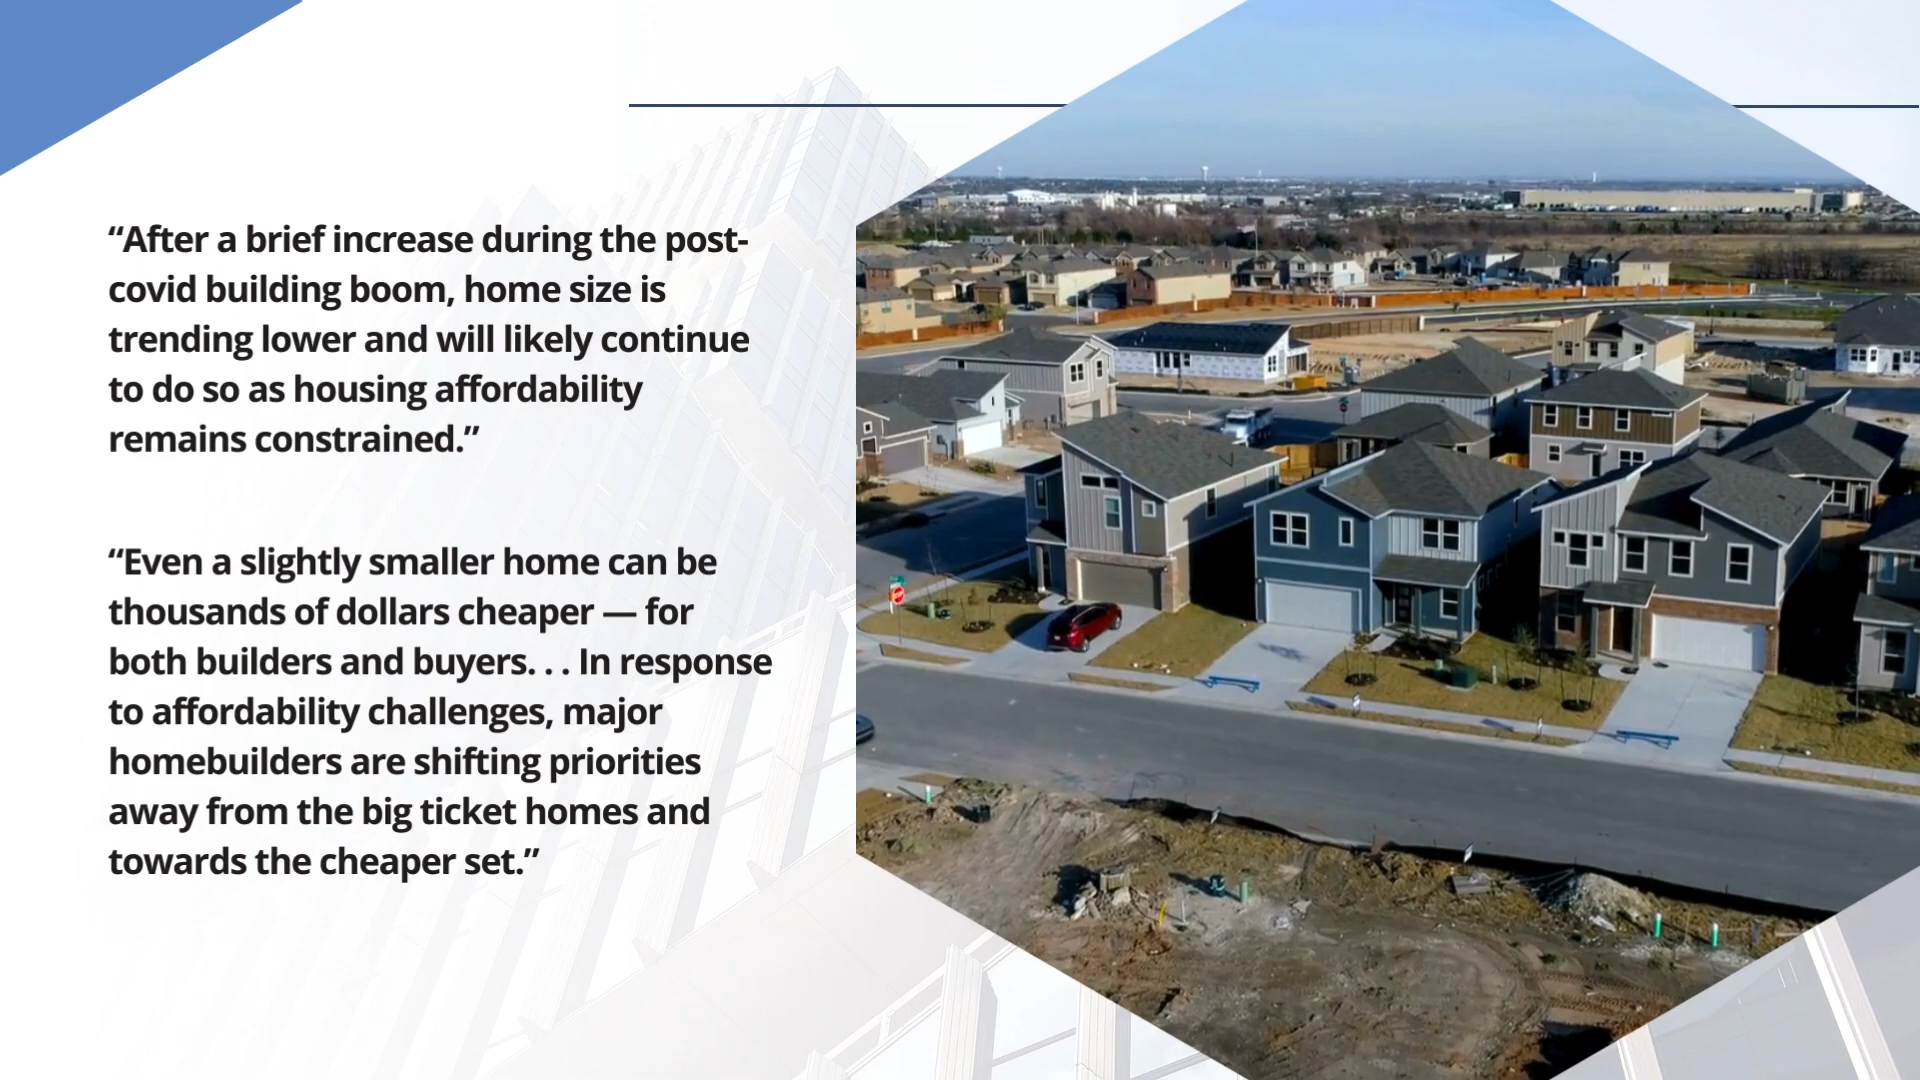 “After a brief increase during the post-
covid building boom, home size is
trending lower and will likely continue
to do so as housing affordability
remains constrained.”
“Even a slightly smaller home can be
thousands of dollars cheaper — for
both builders and buyers. . . In response
to affordability challenges, major
homebuilders are shifting priorities
away from the big ticket homes and
towards the cheaper set.”